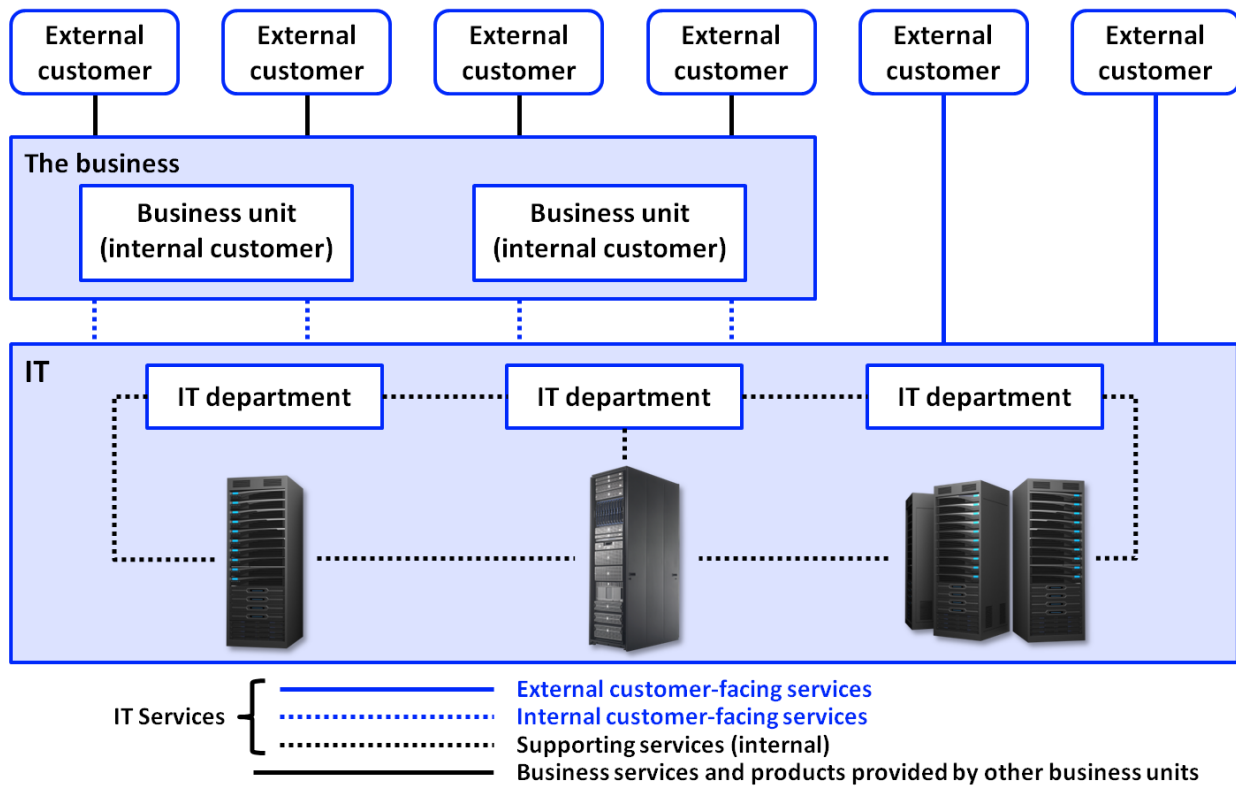 External
customer
External
customer
External
customer
External
customer
External
customer
External
customer
The business
Business unit
(internal customer)
Business unit
(internal customer)
IT
IT department
IT department
IT department
IT Services
External customer-facing services
Internal customer-facing services
Supporting services (internal)
Business services and products provided by other business units